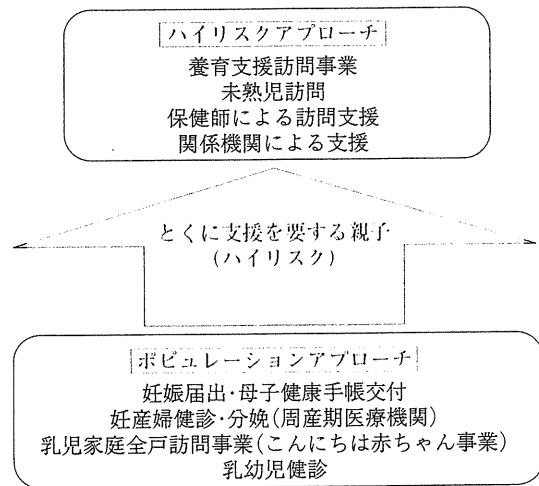 ハイリスクアプローチ
養育支援訪問事業
未熟児訪問
保健師による訪問支援
関係機関による支援
とくに支援を要する親子
(ハイリスク)
ポピュレーションアプローチ
妊娠届出・母子健康手帳交付
妊産婦健診・分娩(周産期医療機関)
乳児家庭全戸訪問事業(こんにちは赤ちゃん事業)
乳幼児健診